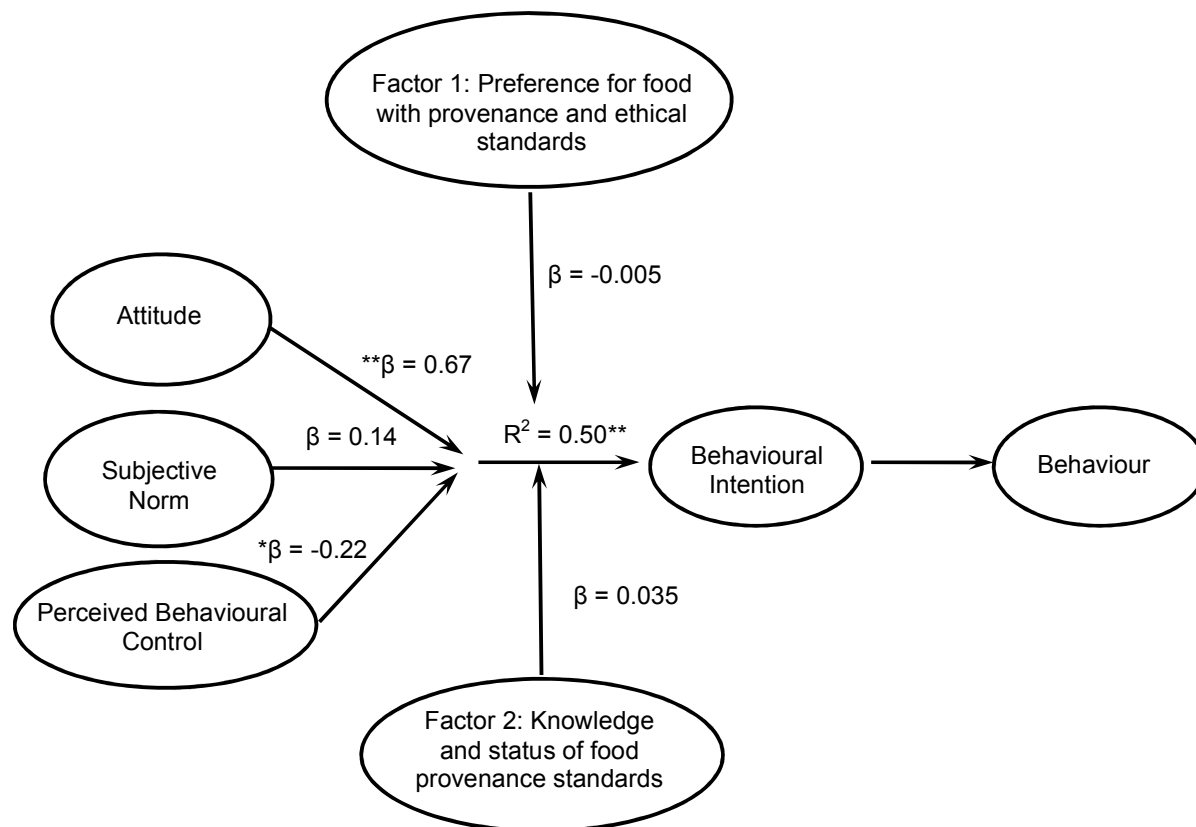 Factor 1: Preference for food
with provenance and ethical
standards
β = -0.005
Attitude
**β = 0.67
Subjective
Norm
β = 0.14
R² = 0.50**
Behavioural
Intention
Behaviour
*β = -0.22
Perceived Behavioural
Control
β = 0.035
Factor 2: Knowledge
and status of food
provenance standards